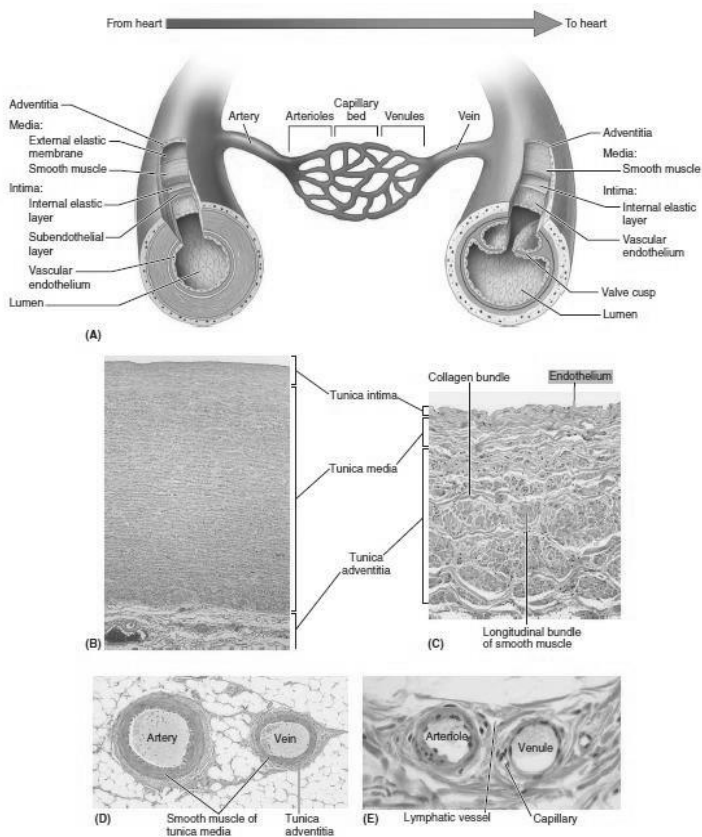 From heart
To heart
Adventitia
Media:
External elastic
membrane
Smooth muscle
Intima:
Internal elastic
layer
Subendothelial
layer
Vascular
endothelium
Lumen
Artery
Arterioles
Capillary
bed
Venules
Vein
Adventitia
Media:
Smooth muscle
Intima:
Internal elastic
layer
Vascular
endothelium
Valve cusp
Lumen
(A)
Tunica intima
Tunica media
Tunica
adventitia
(B)
Collagen bundle
Endothelium
(C)
Longitudinal bundle
of smooth muscle
Artery
Vein
(D)
Smooth muscle of
tunica media
Tunica
adventitia
Arteriole
Venule
(E)
Lymphatic vessel
Capillary